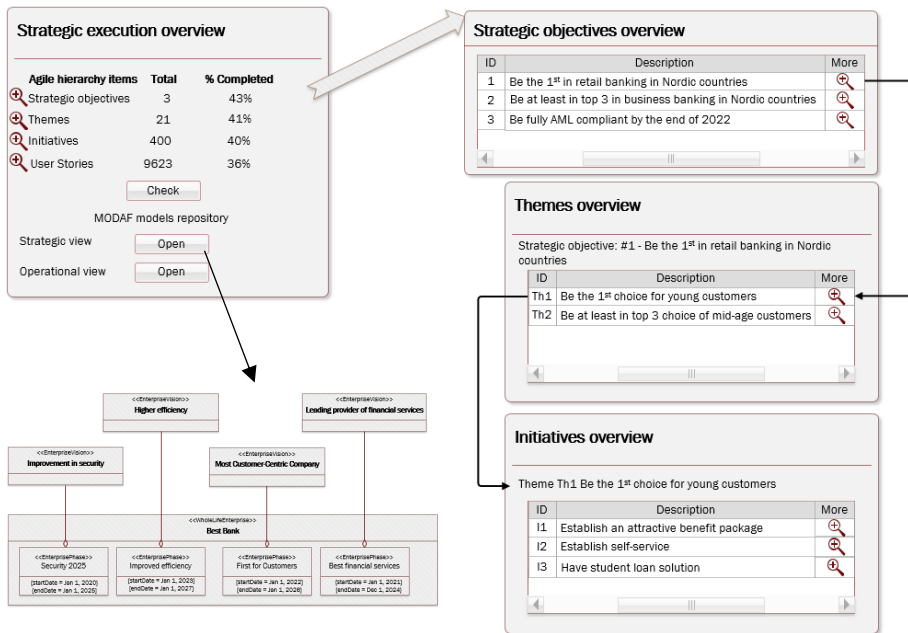 Strategic execution overview
Agile hierarchy items Total % Completed
Strategic objectives 3 43%
Themes 21 41%
Initiatives 400 40%
User Stories 9623 36%
Check
MODAF models repository
Strategic view Open
Operational view Open
Strategic objectives overview
ID Description More
1 Be the 1st in retail banking in Nordic countries
2 Be at least in top 3 in business banking in Nordic countries
3 Be fully AML compliant by the end of 2022
Themes overview
Strategic objective: #1 - Be the 1st in retail banking in Nordic
countries
ID Description More
Th1 Be the 1st choice for young customers
Th2 Be at least in top 3 choice of mid-age customers
Initiatives overview
Theme Th1 Be the 1st choice for young customers
ID Description More
I1 Establish an attractive benefit package
I2 Establish self-service
I3 Have student loan solution
<<EnterpriseVision>>
Higher efficiency
<<EnterpriseVision>>
Leading provider of financial services
<<EnterpriseVision>>
Improvement in security
<<EnterpriseVision>>
Most Customer-Centric Company
<<WholeLifeEnterprise>>
Best Bank
<<EnterprisePhase>>
Security 2025
[startDate = Jan 1, 2020]
[endDate = Jan 1, 2025]
<<EnterprisePhase>>
Improved efficiency
[startDate = Jan 1, 2023]
[endDate = Jan 1, 2027]
<<EnterprisePhase>>
First for Customers
[startDate = Jan 1, 2022]
[endDate = Jan 1, 2026]
<<EnterprisePhase>>
Best financial services
[startDate = Jan 1, 2021]
[endDate = Dec 1, 2024]